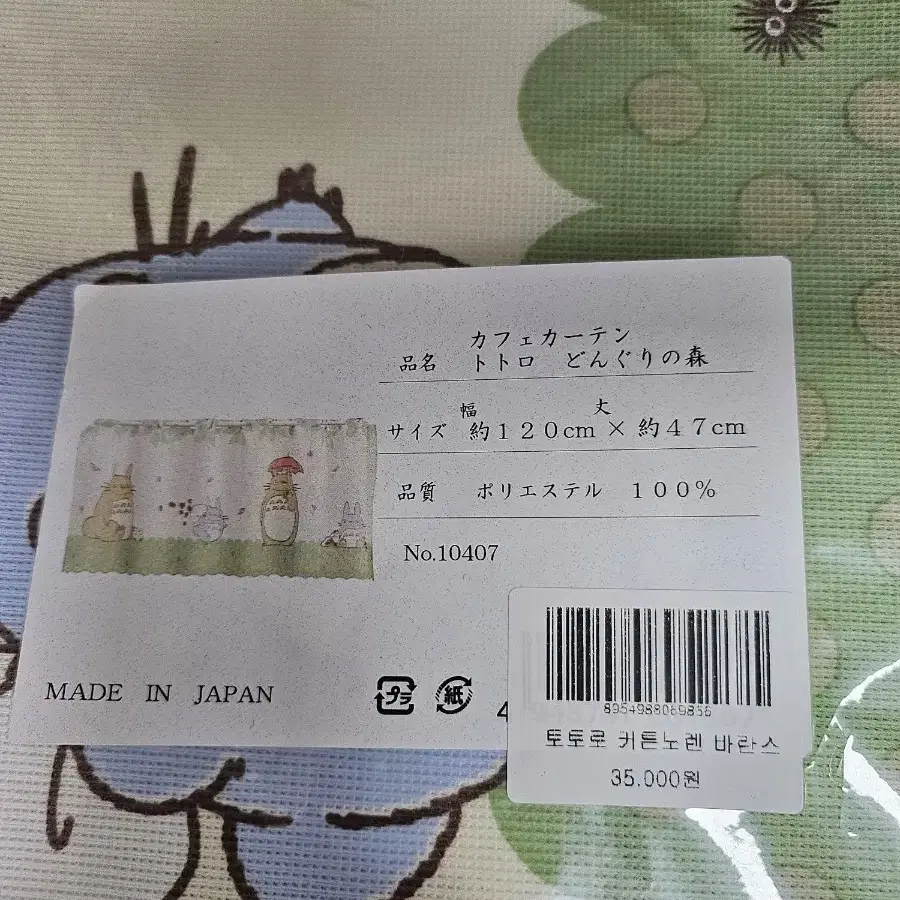 カフェカーテン
品名 トトロ どんぐりの森
幅 丈
サイズ 約120cm × 約47cm
品質 ポリエステル 100%
No.10407
MADE IN JAPAN
プラ 紙 4
8954988069856
토토로 커튼노렌 바란스
35.000원